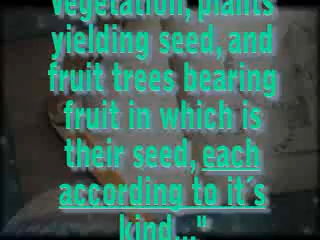 vegetation, plants
yielding seed, and
fruit trees bearing
fruit in which is
their seed, each
according to it´s
kind..."